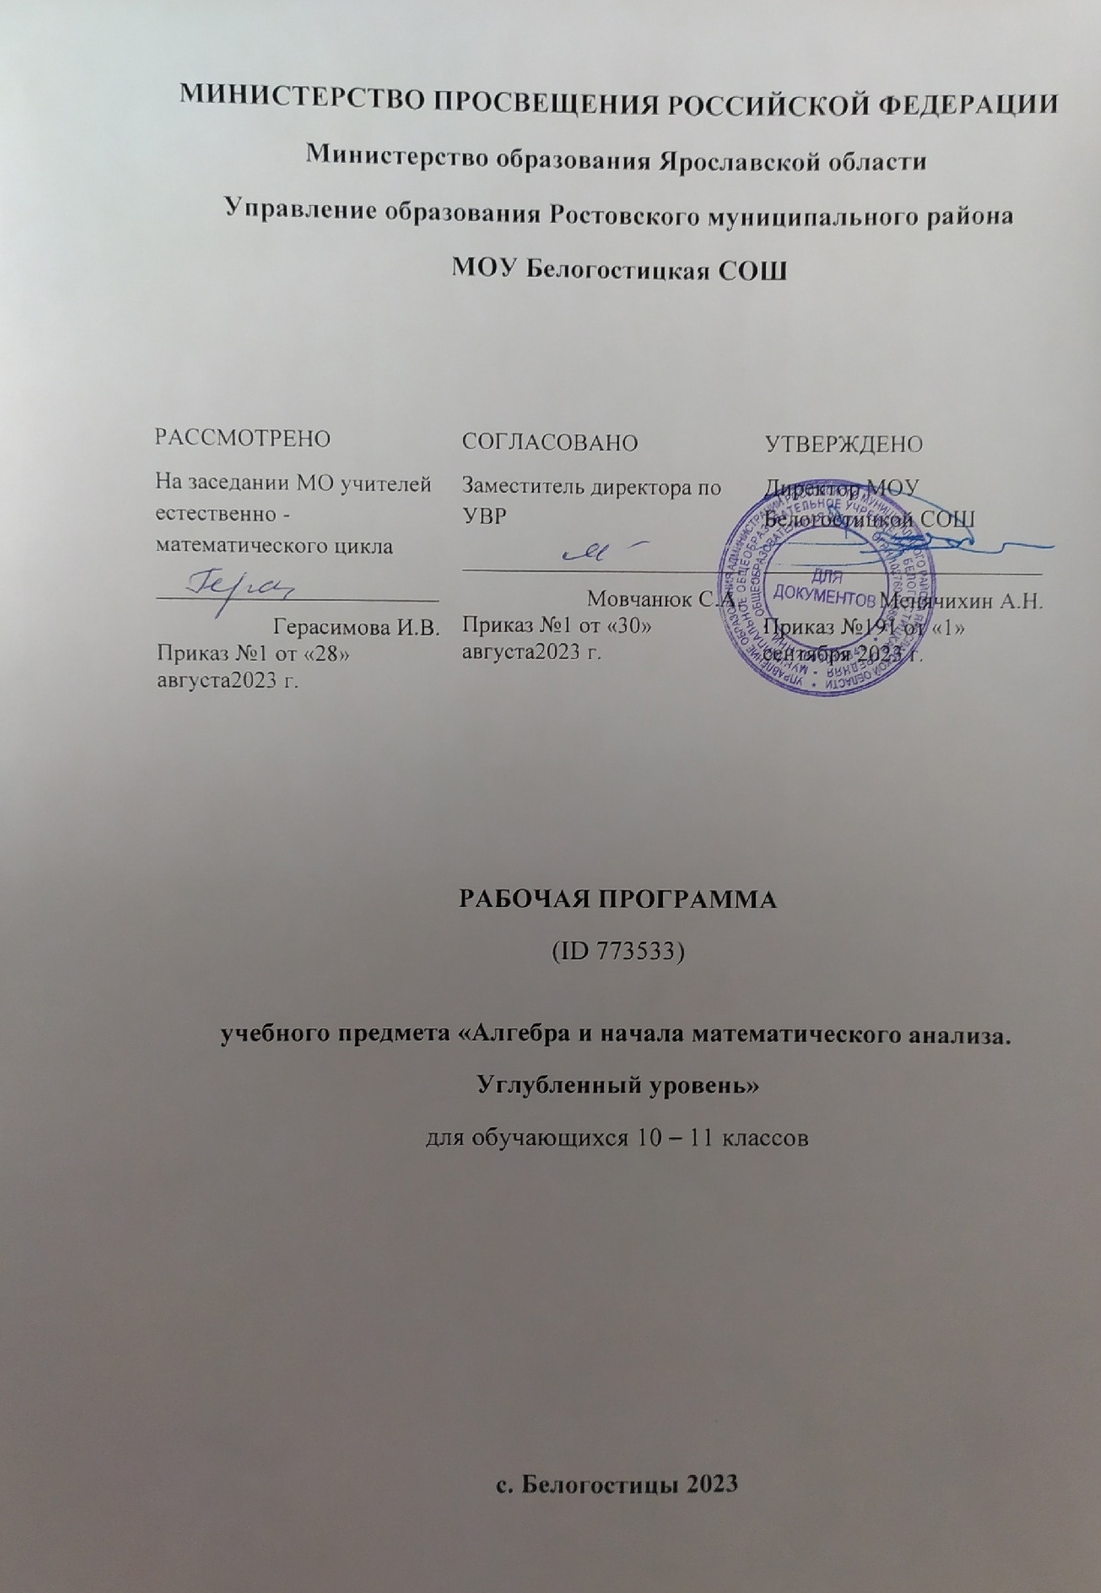 МИНИСТЕРСТВО ПРОСВЕЩЕНИЯ РОССИЙСКОЙ ФЕДЕРАЦИИ
Министерство образования Ярославской области
Управление образования Ростовского муниципального района
МОУ Белогостицкая СОШ
РАССМОТРЕНО
На заседании МО учителей
естественно -
математического цикла
Герасимова И.В.
Приказ №1 от «28»
августа2023 г.
СОГЛАСОВАНО
Заместитель директора по
УВР
Мовчанюк С.А.
Приказ №1 от «30»
августа2023 г.
УТВЕРЖДЕНО
Директор МОУ
Белогостицкой СОШ
Менячихин А.Н.
Приказ №191 от «1»
сентября 2023 г.
ДЛЯ
ДОКУМЕНТОВ
РАБОЧАЯ ПРОГРАММА
(ID 773533)
учебного предмета «Алгебра и начала математического анализа.
Углубленный уровень»
для обучающихся 10 – 11 классов
с. Белогостицы 2023